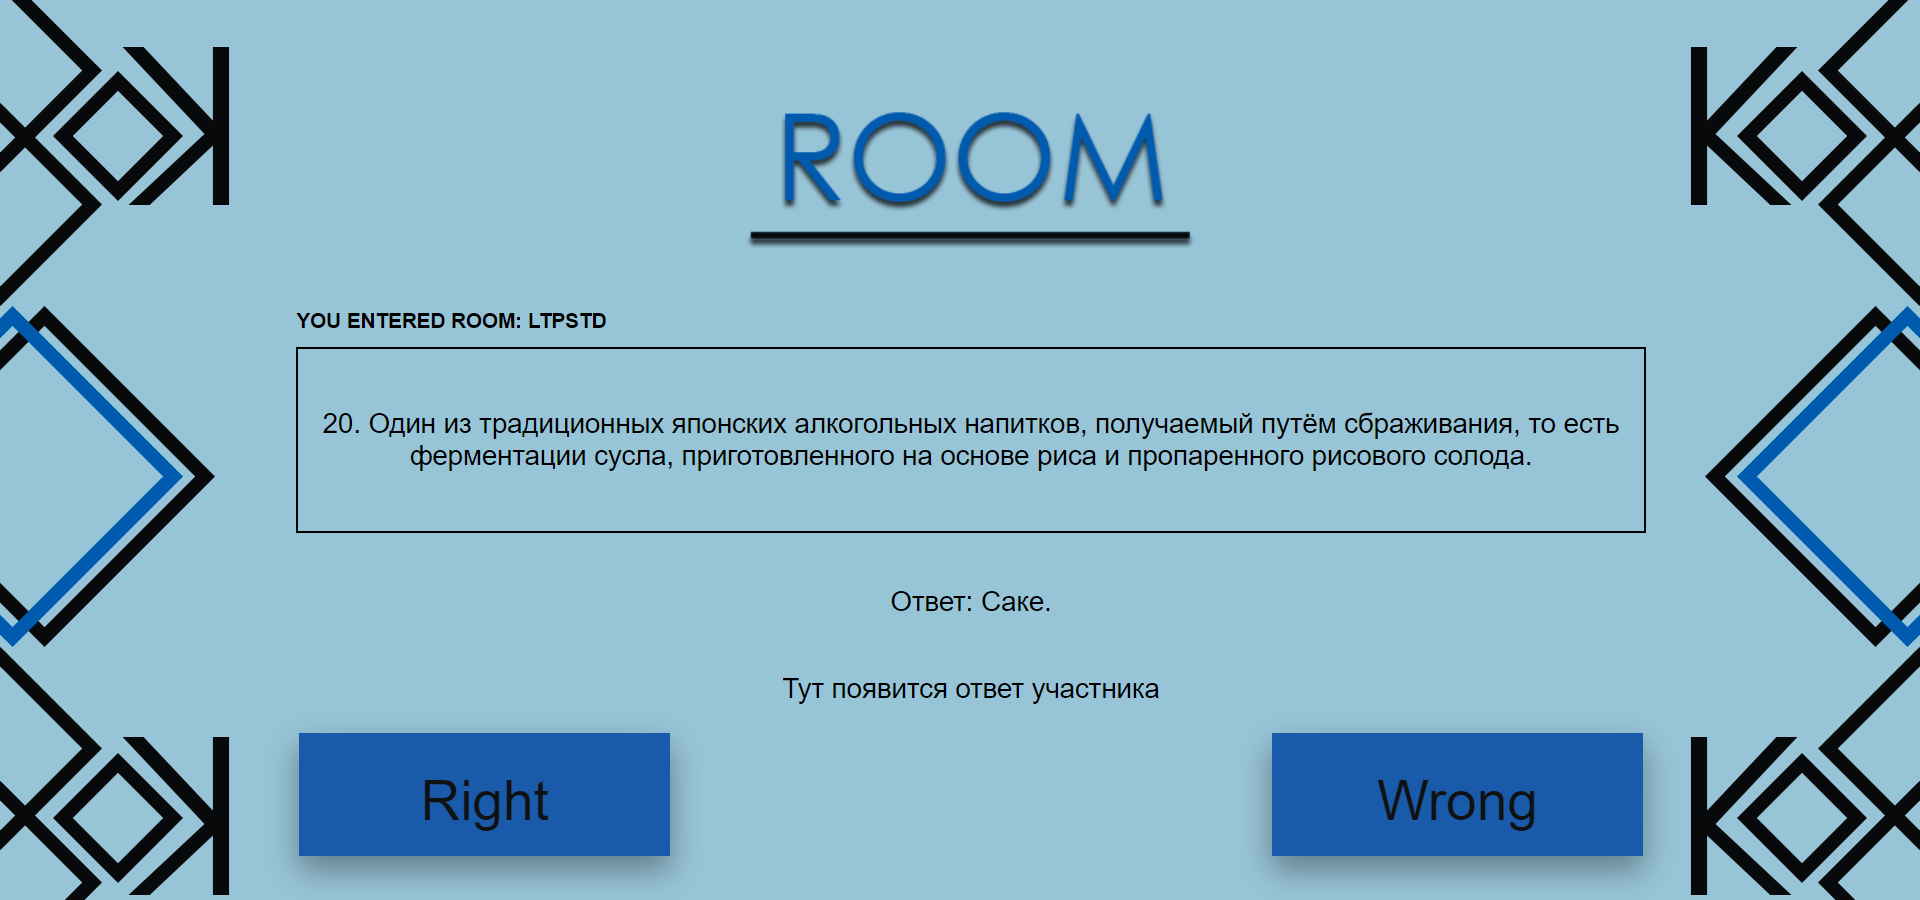 ROOM
YOU ENTERED ROOM: LTPSTD
20. Один из традиционных японских алкогольных напитков, получаемый путём сбраживания, то есть
ферментации сусла, приготовленного на основе риса и пропаренного рисового солода.
Ответ: Саке.
Тут появится ответ участника
Right
Wrong